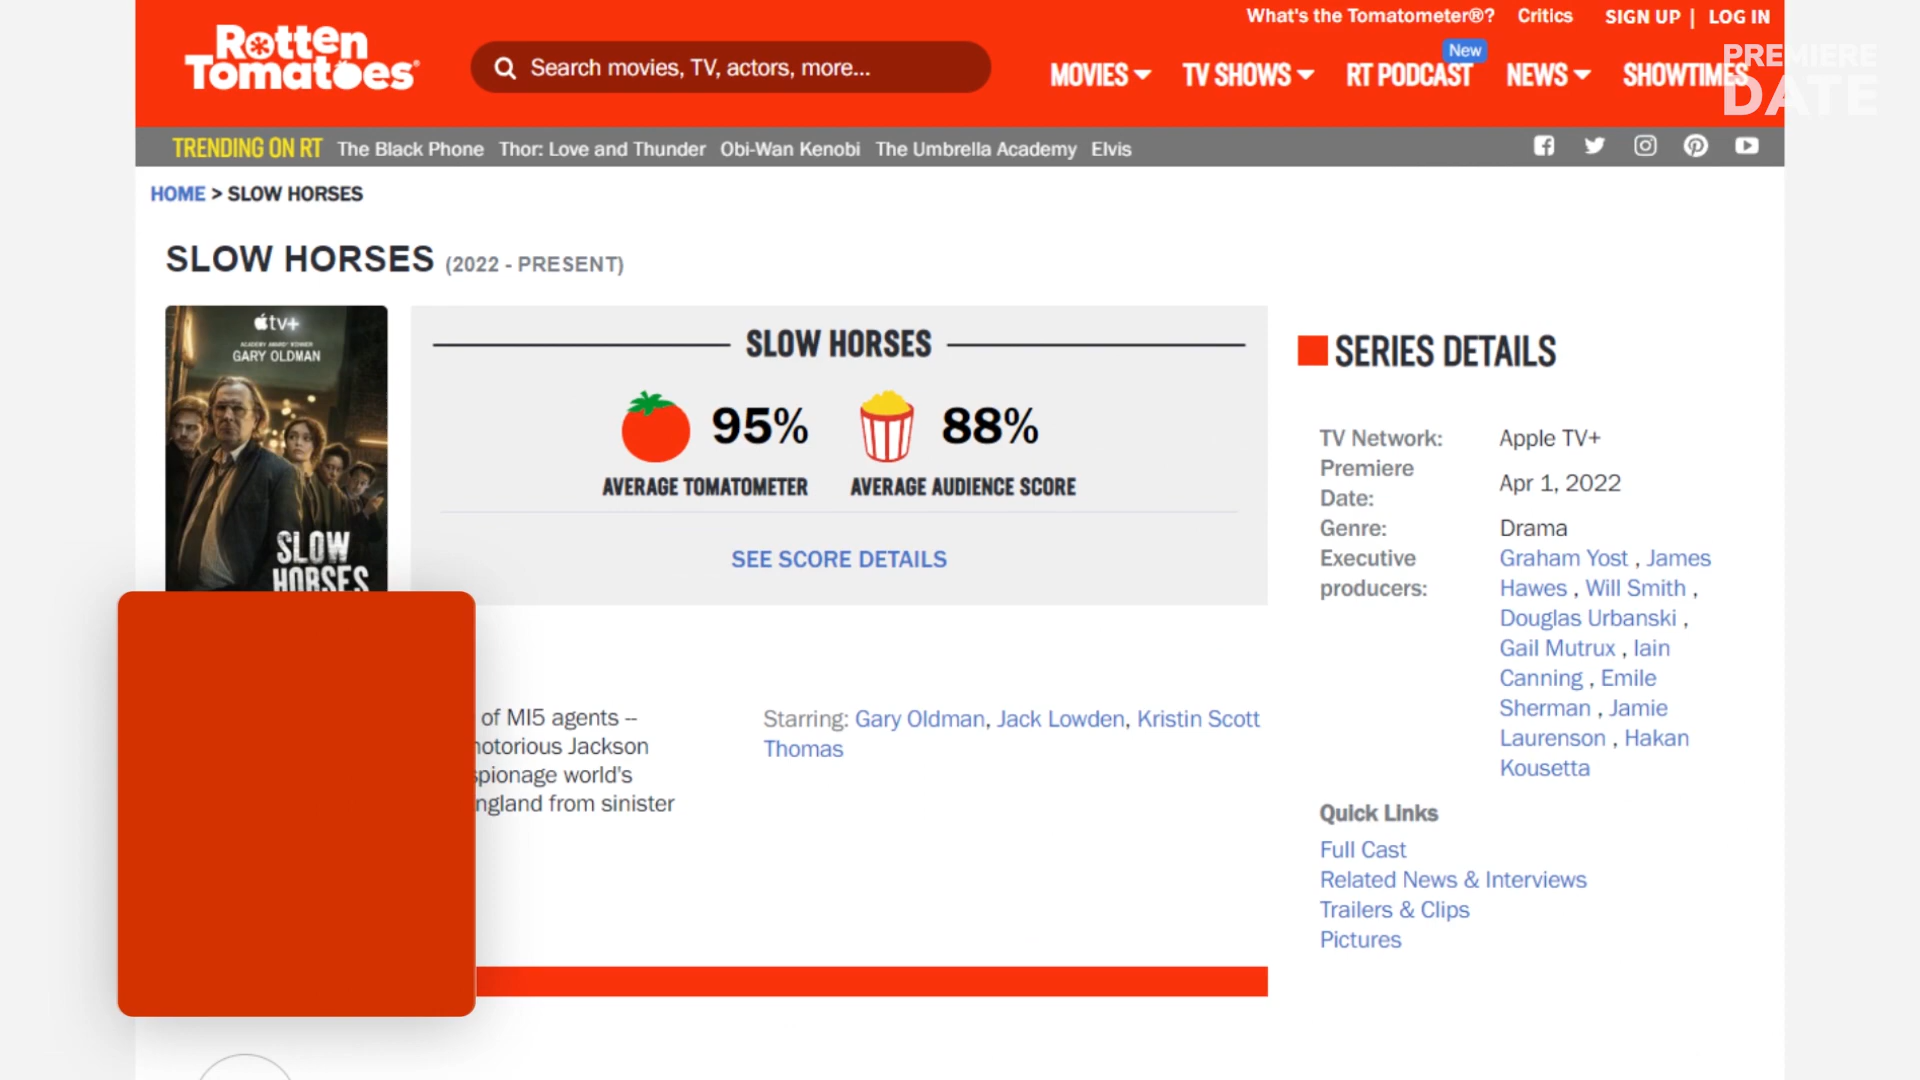 What's the Tomatometer®? Critics SIGN UP | LOG IN
Rotten
Tomatoes®
Search movies, TV, actors, more...
New
MOVIES TV SHOWS RT PODCAST NEWS SHOWTIMES
PREMIERE
DATE
TRENDING ON RT The Black Phone Thor: Love and Thunder Obi-Wan Kenobi The Umbrella Academy Elvis
HOME > SLOW HORSES
SLOW HORSES (2022 - PRESENT)
tv+
ACADEMY AWARD® WINNER
GARY OLDMAN
SLOW
HORSES
SLOW HORSES
95% 88%
AVERAGE TOMATOMETER AVERAGE AUDIENCE SCORE
SEE SCORE DETAILS
of MI5 agents --
notorious Jackson
spionage world's
ngland from sinister
Starring: Gary Oldman, Jack Lowden, Kristin Scott
Thomas
SERIES DETAILS
TV Network: Apple TV+
Premiere
Date: Apr 1, 2022
Genre: Drama
Executive
producers:
Graham Yost , James
Hawes , Will Smith ,
Douglas Urbanski ,
Gail Mutrux , Iain
Canning , Emile
Sherman , Jamie
Laurenson , Hakan
Kousetta
Quick Links
Full Cast
Related News & Interviews
Trailers & Clips
Pictures